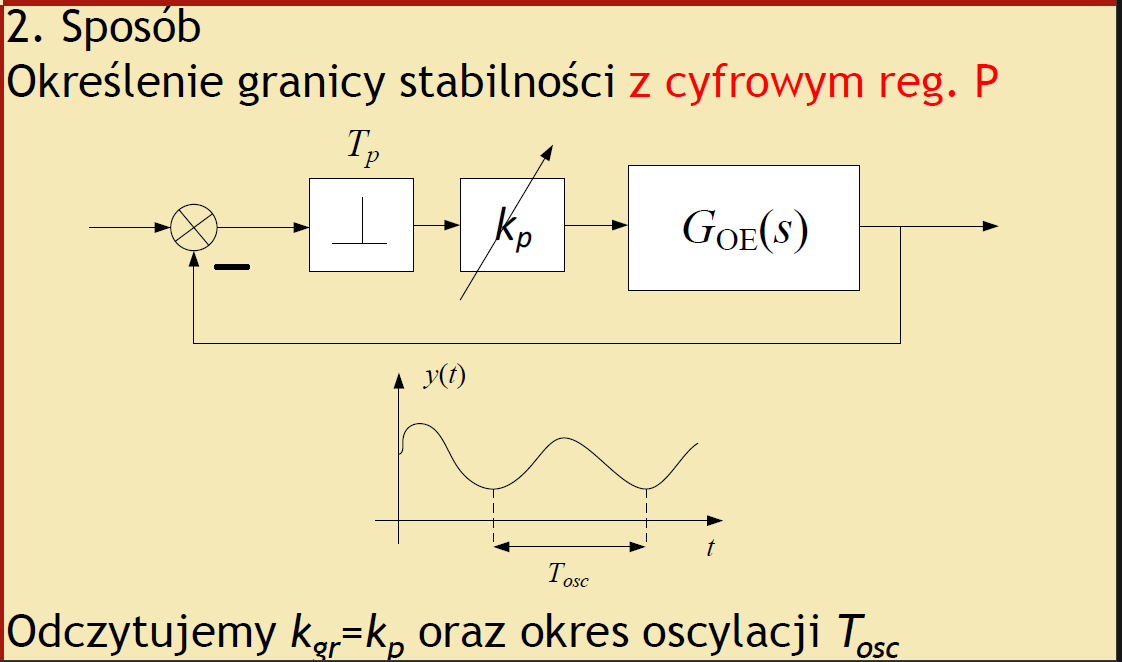 2. Sposób
Określenie granicy stabilności z cyfrowym reg. P
Tp
kp
GOE(s)
y(t)
t
Tosc
Odczytujemy kgr=kp oraz okres oscylacji Tosc